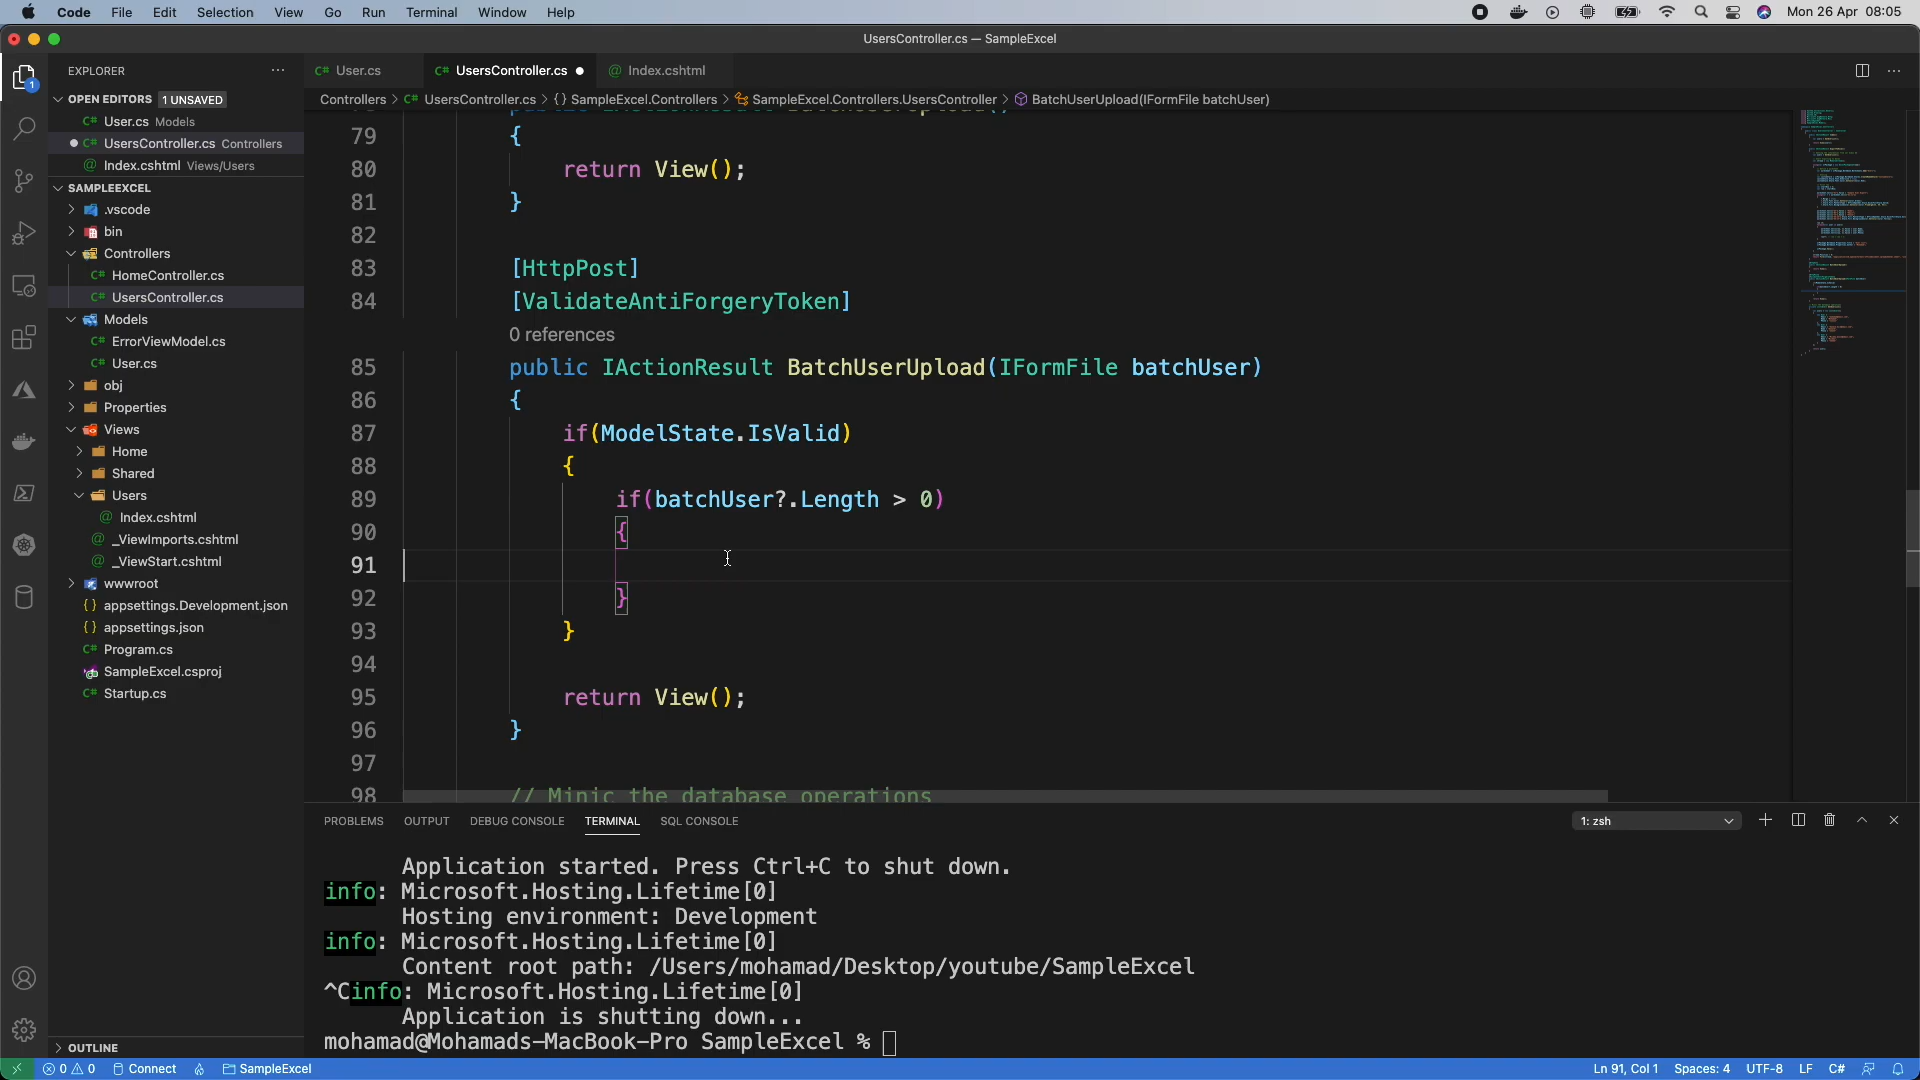 Code File Edit Selection View Go Run Terminal Window Help Mon 26 Apr 08:05
UsersController.cs — SampleExcel
EXPLORER
OPEN EDITORS 1 UNSAVED
C# User.cs Models
C# UsersController.cs Controllers
@ Index.cshtml Views/Users
SAMPLEEXCEL
.vscode
bin
Controllers
C# HomeController.cs
C# UsersController.cs
Models
C# ErrorViewModel.cs
C# User.cs
obj
Properties
Views
Home
Shared
Users
@ Index.cshtml
@ _ViewImports.cshtml
@ _ViewStart.cshtml
wwwroot
{} appsettings.Development.json
{} appsettings.json
C# Program.cs
SampleExcel.csproj
C# Startup.cs
OUTLINE
C# User.cs C# UsersController.cs @ Index.cshtml
Controllers > C# UsersController.cs > {} SampleExcel.Controllers > SampleExcel.Controllers.UsersController > BatchUserUpload(IFormFile batchUser)
79 {
80 return View();
81 }
82
83 [HttpPost]
84 [ValidateAntiForgeryToken]
0 references
85 public IActionResult BatchUserUpload(IFormFile batchUser)
86 {
87 if(ModelState.IsValid)
88 {
89 if(batchUser?.Length > 0)
90 {
91
92 }
93 }
94
95 return View();
96 }
97
98 // Minic the database operations
PROBLEMS OUTPUT DEBUG CONSOLE TERMINAL SQL CONSOLE 1: zsh
Application started. Press Ctrl+C to shut down.
info: Microsoft.Hosting.Lifetime[0]
Hosting environment: Development
info: Microsoft.Hosting.Lifetime[0]
Content root path: /Users/mohamad/Desktop/youtube/SampleExcel
^Cinfo: Microsoft.Hosting.Lifetime[0]
Application is shutting down...
mohamad@Mohamads-MacBook-Pro SampleExcel %
0 0 Connect SampleExcel Ln 91, Col 1 Spaces: 4 UTF-8 LF C#